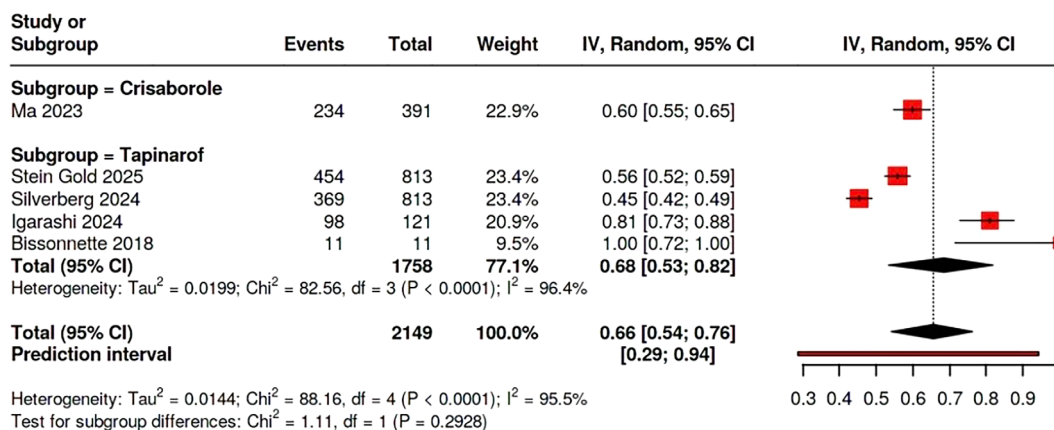 Study or
Subgroup Events Total Weight IV, Random, 95% CI IV, Random, 95% CI
Subgroup = Crisaborole
Ma 2023 234 391 22.9% 0.60 [0.55; 0.65]
Subgroup = Tapinarof
Stein Gold 2025 454 813 23.4% 0.56 [0.52; 0.59]
Silverberg 2024 369 813 23.4% 0.45 [0.42; 0.49]
Igarashi 2024 98 121 20.9% 0.81 [0.73; 0.88]
Bissonnette 2018 11 11 9.5% 1.00 [0.72; 1.00]
Total (95% CI) 1758 77.1% 0.68 [0.53; 0.82]
Heterogeneity: Tau² = 0.0199; Chi² = 82.56, df = 3 (P < 0.0001); I² = 96.4%
Total (95% CI) 2149 100.0% 0.66 [0.54; 0.76]
Prediction interval [0.29; 0.94]
Heterogeneity: Tau² = 0.0144; Chi² = 88.16, df = 4 (P < 0.0001); I² = 95.5% 0.3 0.4 0.5 0.6 0.7 0.8 0.9
Test for subgroup differences: Chi² = 1.11, df = 1 (P = 0.2928)